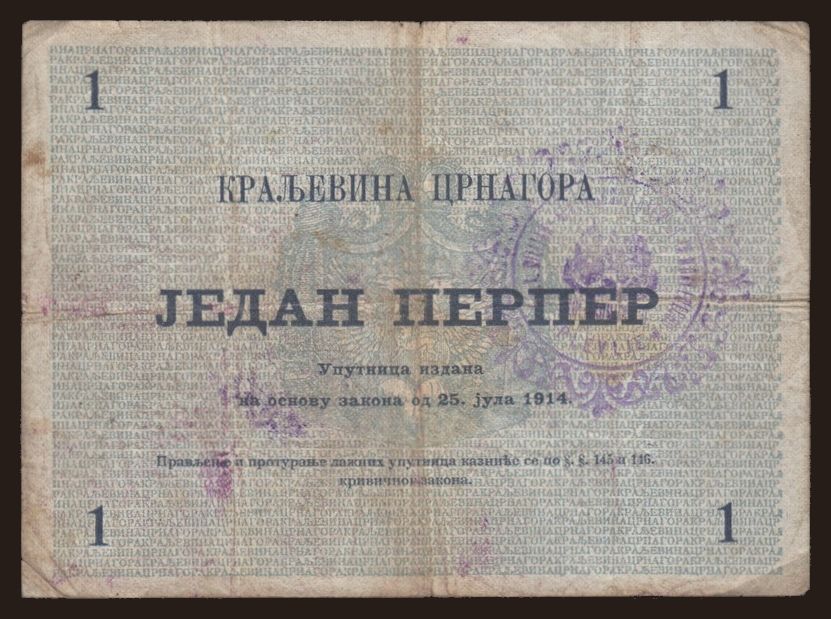 1 1
КРАЉЕВИНА ЦРНАГОРА
ЈЕДАН ПЕРПЕР
Упутница издана
на основу закона од 25. јула 1914.
Прављење и протурање лажних упутница казниће се по §. §. 145 и 146.
кривичног закона.
1 1